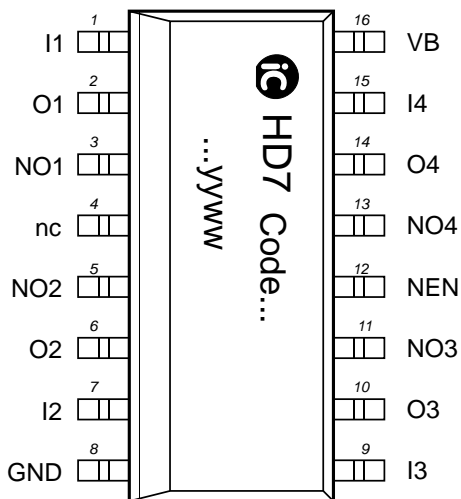 1 16
I1 VB
2 15
O1 I4
3 14
NO1 O4
4 13
nc NO4
5 12
NO2 NEN
6 11
O2 NO3
7 10
I2 O3
8 9
GND I3
ic HD7 Code...
...yyww